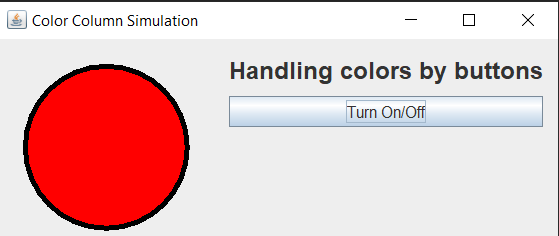 Color Column Simulation
Handling colors by buttons
Turn On/Off